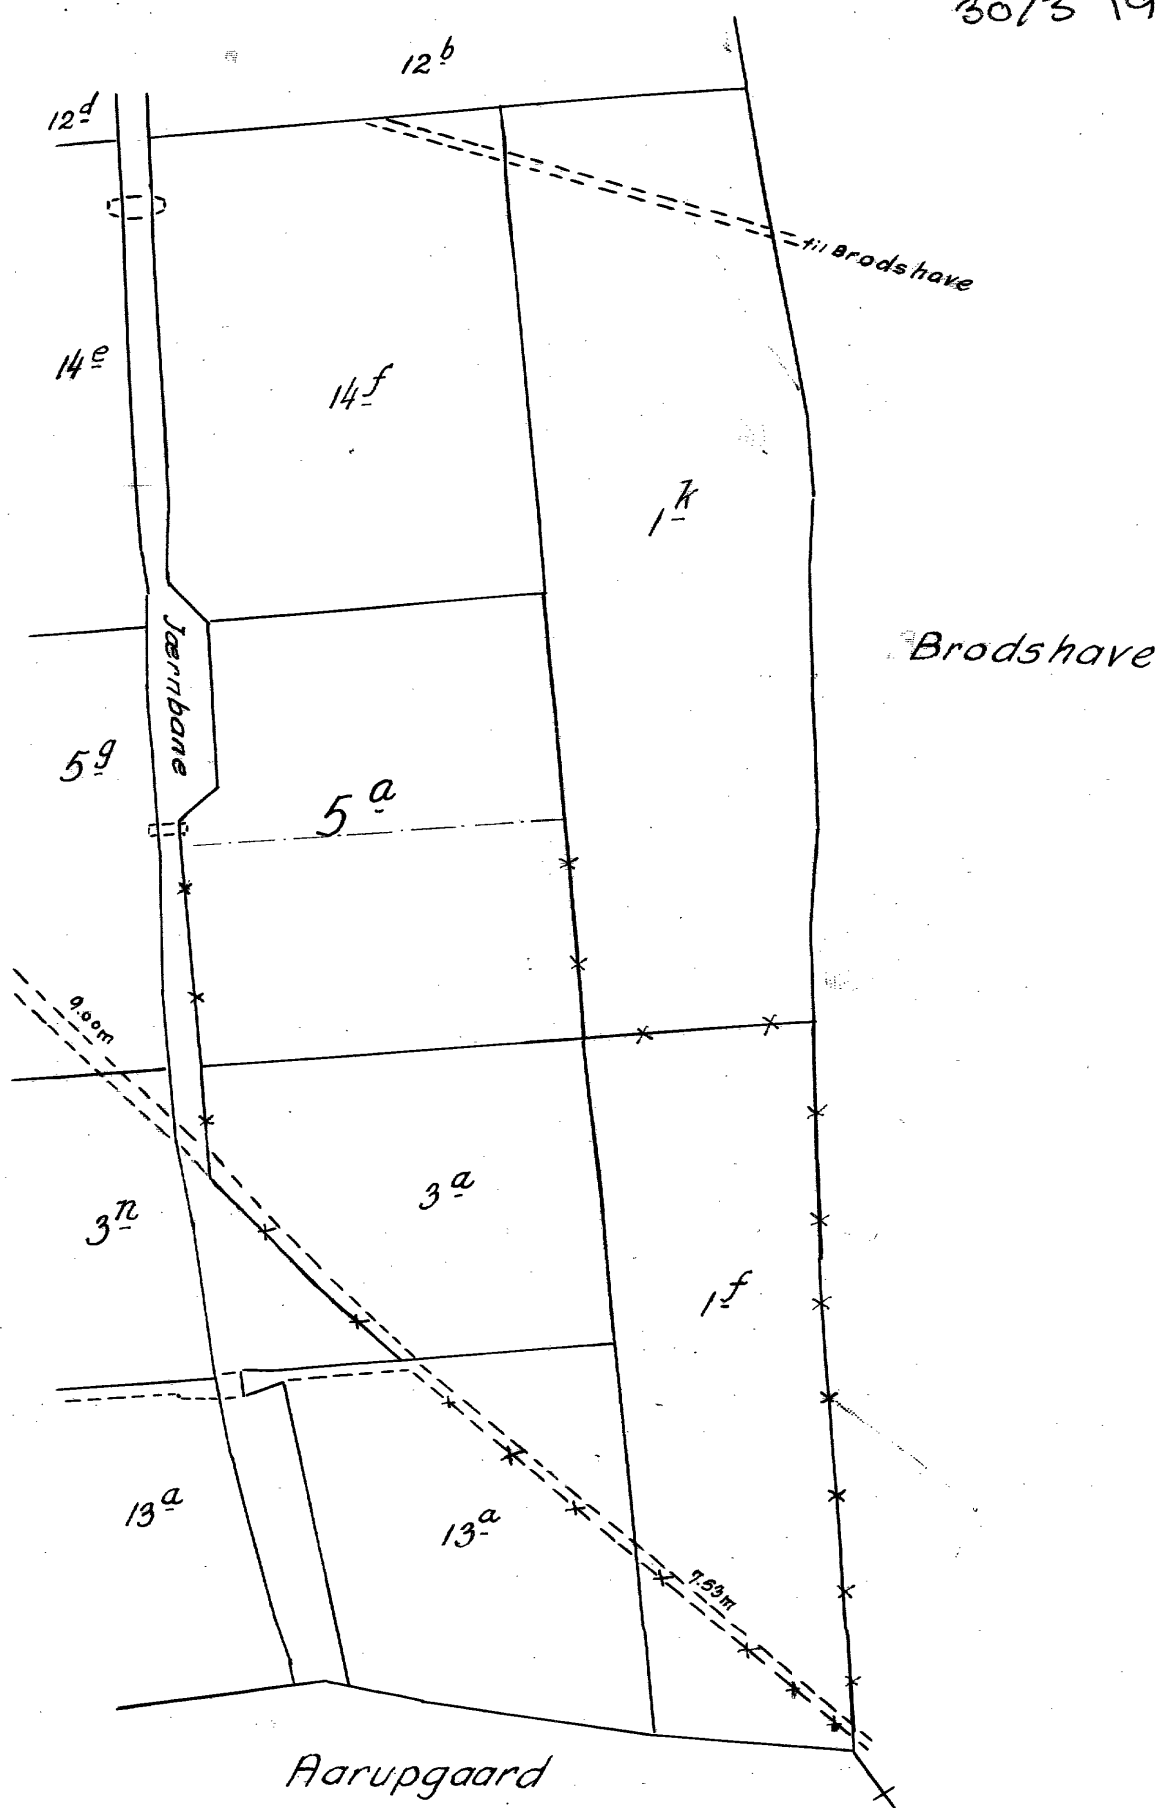 30/3 19
12b
12d
til Brodshave
14e
14f
1k
Jærnbane
Brodshave
5g
5a
9.00m
3a
3n
1f
13a
13a
7.53m
Aarupgaard